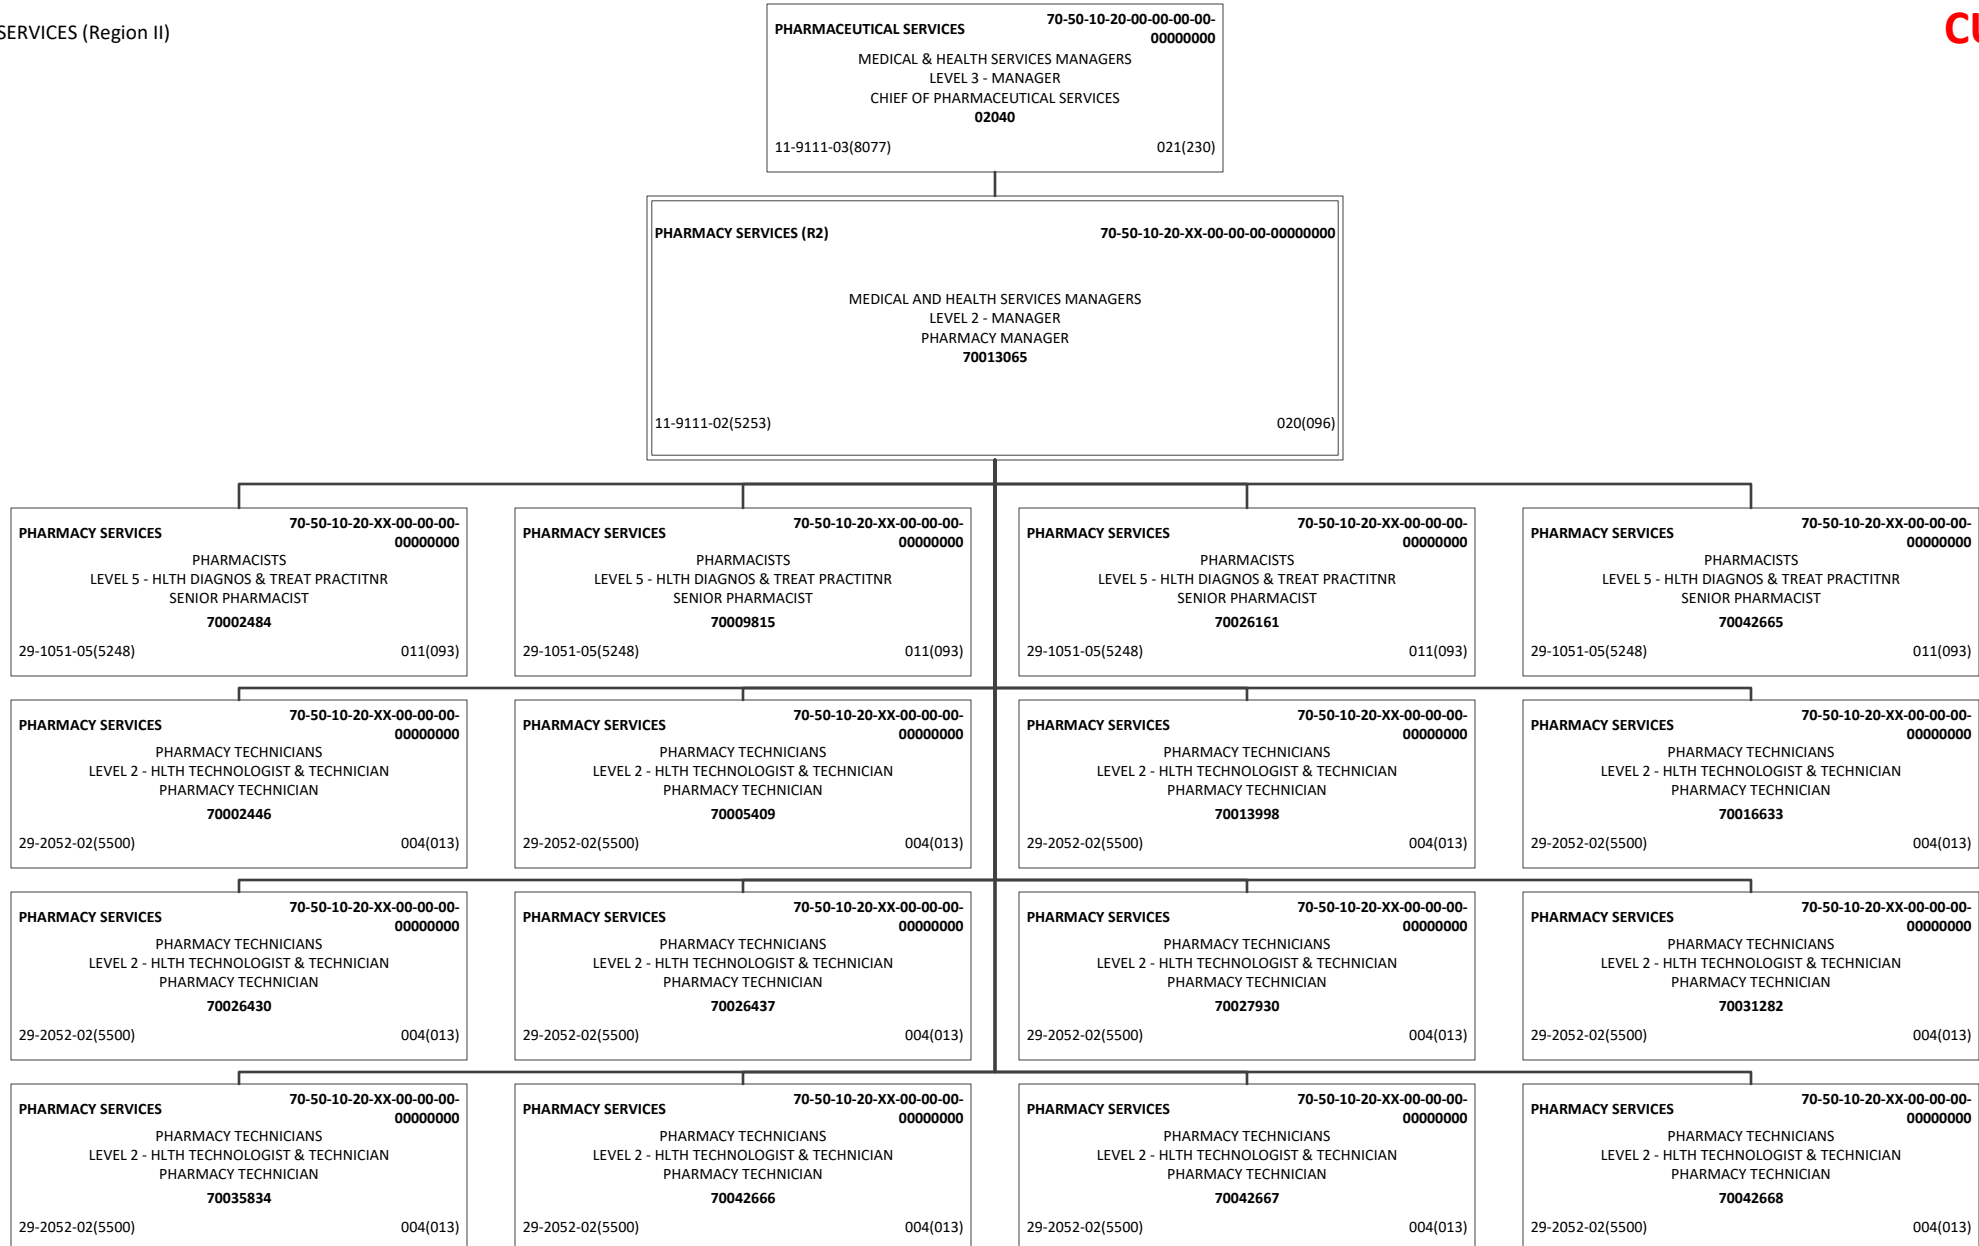 SERVICES (Region II)
CU
PHARMACEUTICAL SERVICES
70-50-10-20-00-00-00-00-
00000000
MEDICAL & HEALTH SERVICES MANAGERS
LEVEL 3 - MANAGER
CHIEF OF PHARMACEUTICAL SERVICES
02040
11-9111-03(8077)
021(230)
PHARMACY SERVICES (R2)
70-50-10-20-XX-00-00-00-00000000
MEDICAL AND HEALTH SERVICES MANAGERS
LEVEL 2 - MANAGER
PHARMACY MANAGER
70013065
11-9111-02(5253)
020(096)
PHARMACY SERVICES
70-50-10-20-XX-00-00-00-
00000000
PHARMACISTS
LEVEL 5 - HLTH DIAGNOS & TREAT PRACTITNR
SENIOR PHARMACIST
70002484
29-1051-05(5248)
011(093)
PHARMACY SERVICES
70-50-10-20-XX-00-00-00-
00000000
PHARMACISTS
LEVEL 5 - HLTH DIAGNOS & TREAT PRACTITNR
SENIOR PHARMACIST
70009815
29-1051-05(5248)
011(093)
PHARMACY SERVICES
70-50-10-20-XX-00-00-00-
00000000
PHARMACISTS
LEVEL 5 - HLTH DIAGNOS & TREAT PRACTITNR
SENIOR PHARMACIST
70026161
29-1051-05(5248)
011(093)
PHARMACY SERVICES
70-50-10-20-XX-00-00-00-
00000000
PHARMACISTS
LEVEL 5 - HLTH DIAGNOS & TREAT PRACTITNR
SENIOR PHARMACIST
70042665
29-1051-05(5248)
011(093)
PHARMACY SERVICES
70-50-10-20-XX-00-00-00-
00000000
PHARMACY TECHNICIANS
LEVEL 2 - HLTH TECHNOLOGIST & TECHNICIAN
PHARMACY TECHNICIAN
70002446
29-2052-02(5500)
004(013)
PHARMACY SERVICES
70-50-10-20-XX-00-00-00-
00000000
PHARMACY TECHNICIANS
LEVEL 2 - HLTH TECHNOLOGIST & TECHNICIAN
PHARMACY TECHNICIAN
70005409
29-2052-02(5500)
004(013)
PHARMACY SERVICES
70-50-10-20-XX-00-00-00-
00000000
PHARMACY TECHNICIANS
LEVEL 2 - HLTH TECHNOLOGIST & TECHNICIAN
PHARMACY TECHNICIAN
70013998
29-2052-02(5500)
004(013)
PHARMACY SERVICES
70-50-10-20-XX-00-00-00-
00000000
PHARMACY TECHNICIANS
LEVEL 2 - HLTH TECHNOLOGIST & TECHNICIAN
PHARMACY TECHNICIAN
70016633
29-2052-02(5500)
004(013)
PHARMACY SERVICES
70-50-10-20-XX-00-00-00-
00000000
PHARMACY TECHNICIANS
LEVEL 2 - HLTH TECHNOLOGIST & TECHNICIAN
PHARMACY TECHNICIAN
70026430
29-2052-02(5500)
004(013)
PHARMACY SERVICES
70-50-10-20-XX-00-00-00-
00000000
PHARMACY TECHNICIANS
LEVEL 2 - HLTH TECHNOLOGIST & TECHNICIAN
PHARMACY TECHNICIAN
70026437
29-2052-02(5500)
004(013)
PHARMACY SERVICES
70-50-10-20-XX-00-00-00-
00000000
PHARMACY TECHNICIANS
LEVEL 2 - HLTH TECHNOLOGIST & TECHNICIAN
PHARMACY TECHNICIAN
70027930
29-2052-02(5500)
004(013)
PHARMACY SERVICES
70-50-10-20-XX-00-00-00-
00000000
PHARMACY TECHNICIANS
LEVEL 2 - HLTH TECHNOLOGIST & TECHNICIAN
PHARMACY TECHNICIAN
70031282
29-2052-02(5500)
004(013)
PHARMACY SERVICES
70-50-10-20-XX-00-00-00-
00000000
PHARMACY TECHNICIANS
LEVEL 2 - HLTH TECHNOLOGIST & TECHNICIAN
PHARMACY TECHNICIAN
70035834
29-2052-02(5500)
004(013)
PHARMACY SERVICES
70-50-10-20-XX-00-00-00-
00000000
PHARMACY TECHNICIANS
LEVEL 2 - HLTH TECHNOLOGIST & TECHNICIAN
PHARMACY TECHNICIAN
70042666
29-2052-02(5500)
004(013)
PHARMACY SERVICES
70-50-10-20-XX-00-00-00-
00000000
PHARMACY TECHNICIANS
LEVEL 2 - HLTH TECHNOLOGIST & TECHNICIAN
PHARMACY TECHNICIAN
70042667
29-2052-02(5500)
004(013)
PHARMACY SERVICES
70-50-10-20-XX-00-00-00-
00000000
PHARMACY TECHNICIANS
LEVEL 2 - HLTH TECHNOLOGIST & TECHNICIAN
PHARMACY TECHNICIAN
70042668
29-2052-02(5500)
004(013)